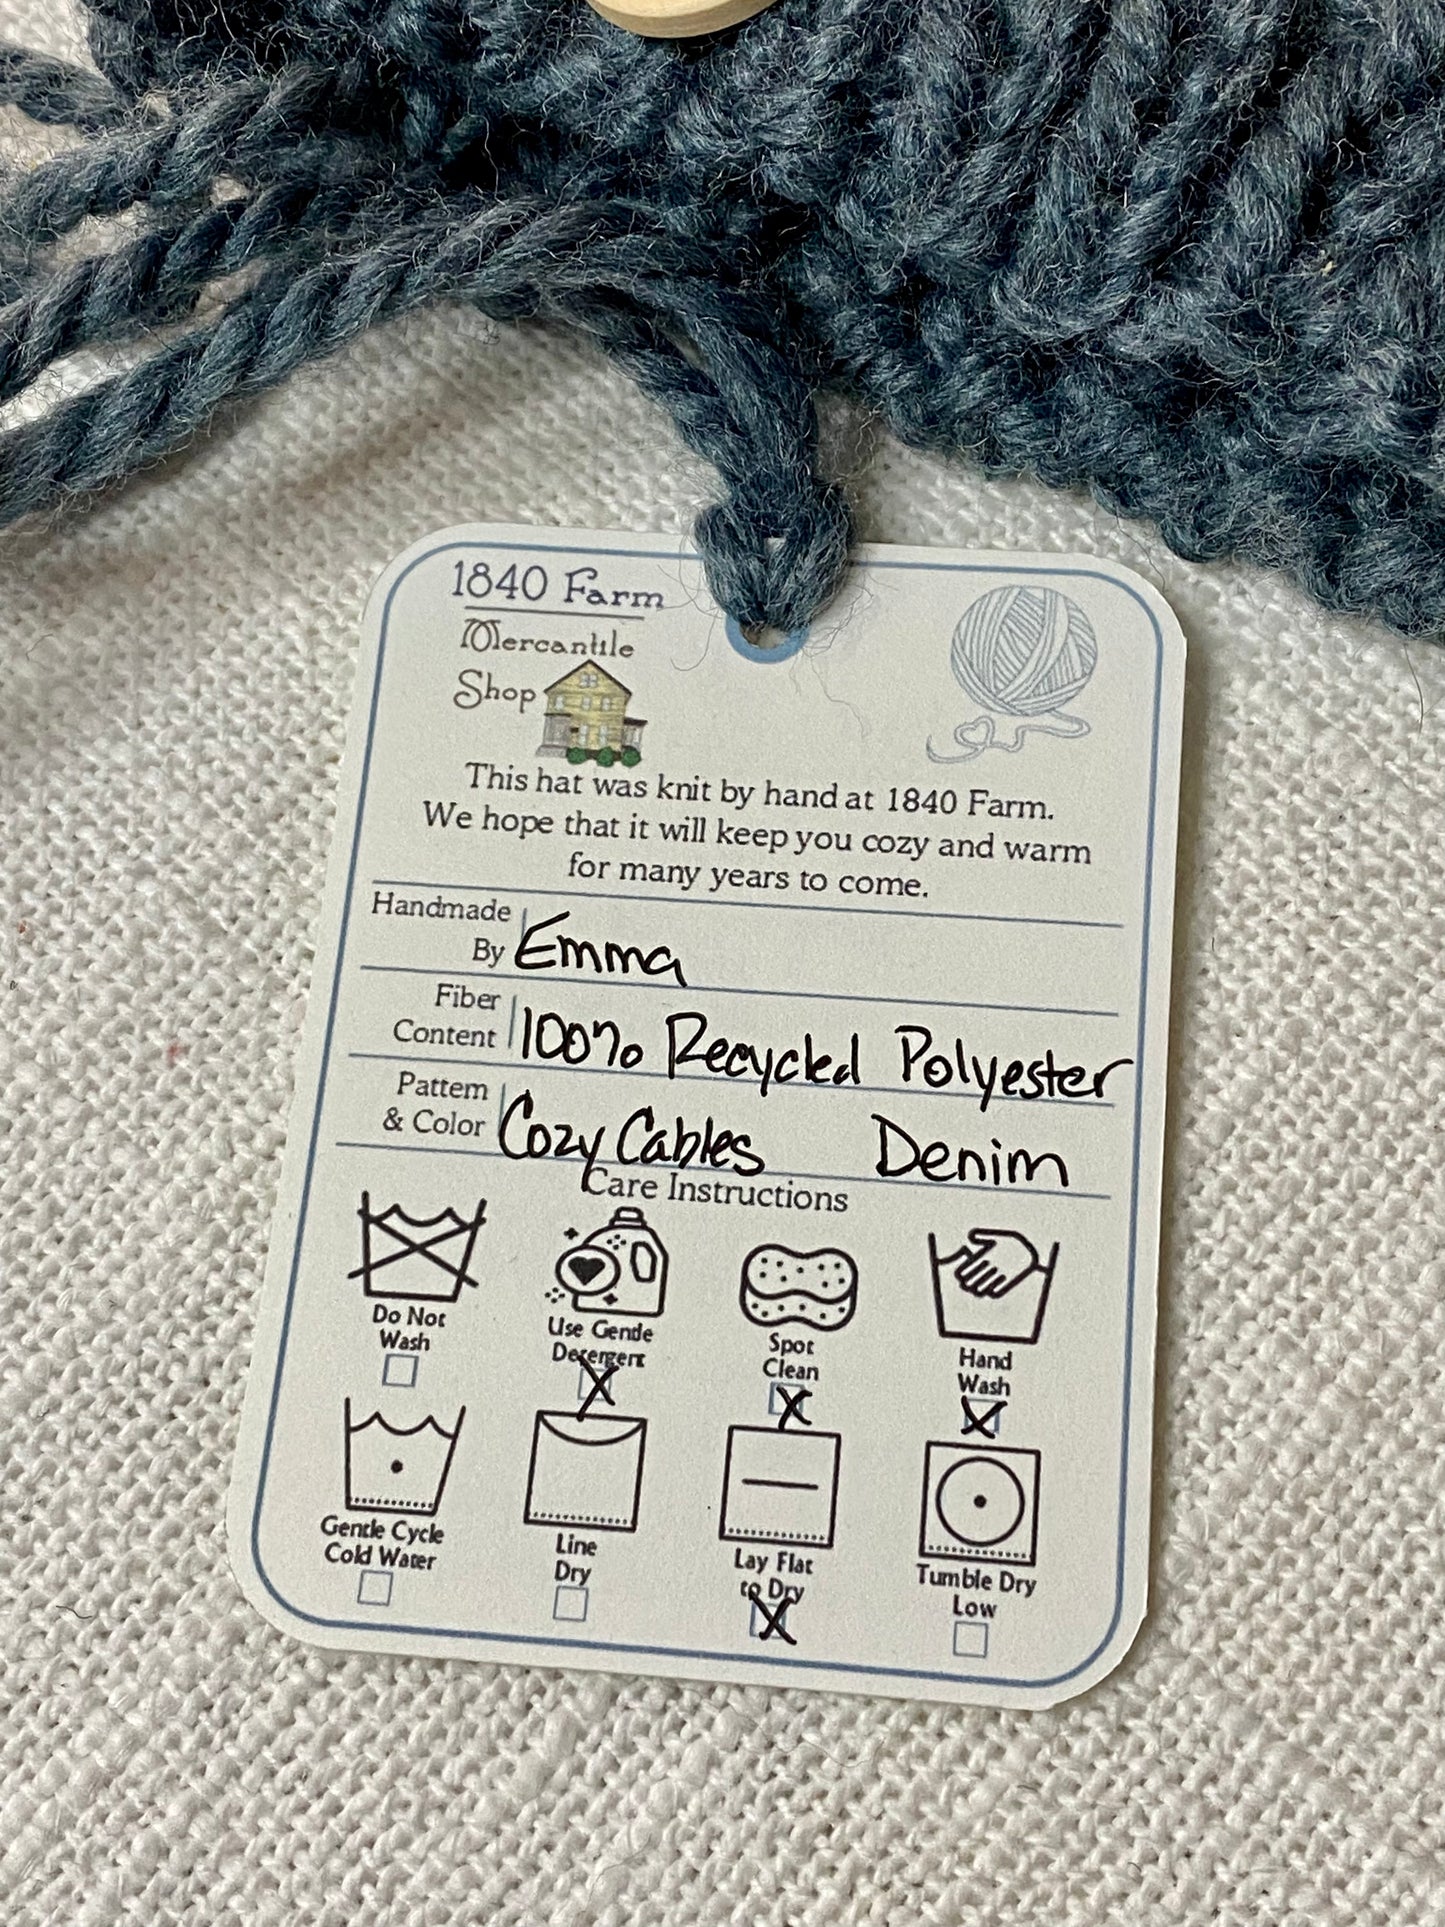 1840 Farm
Mercantile
Shop
This hat was knit by hand at 1840 Farm.
We hope that it will keep you cozy and warm
for many years to come.
Handmade
By Emma
Fiber
Content 100% Recycled Polyester
Pattern
& Color Cozy Cables Denim
Care Instructions
Do Not
Wash
Use Gentle
Detergent
X
Spot
Clean
X
Hand
Wash
X
Gentle Cycle
Cold Water
Line
Dry
Lay Flat
to Dry
X
Tumble Dry
Low